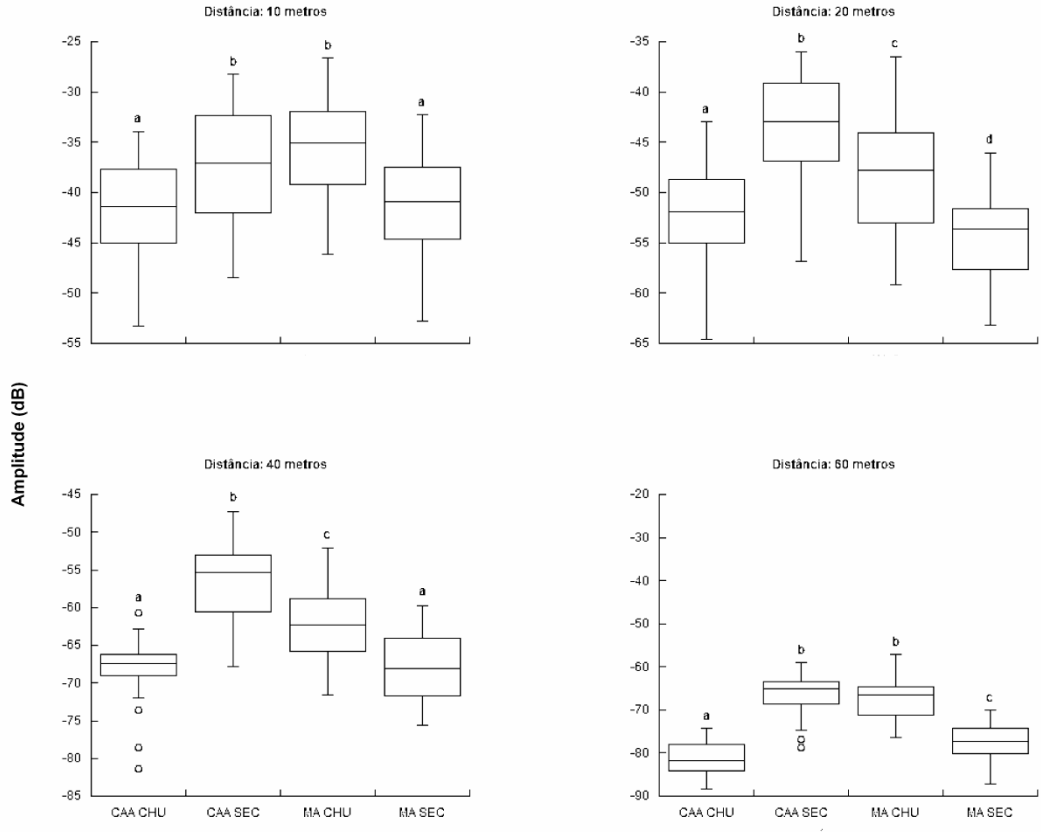 Distância: 10 metros
Distância: 20 metros
-25
-30
-35
-40
-45
-50
-55
a
b
b
a
-35
-40
-45
-50
-55
-60
-65
a
b
c
d
Amplitude (dB)
Distância: 40 metros
Distância: 60 metros
-45
-50
-55
-60
-65
-70
-75
-80
-85
a
b
c
a
CAA CHU
CAA SEC
MA CHU
MA SEC
-20
-30
-40
-50
-60
-70
-80
-90
a
b
b
c
CAA CHU
CAA SEC
MA CHU
MA SEC